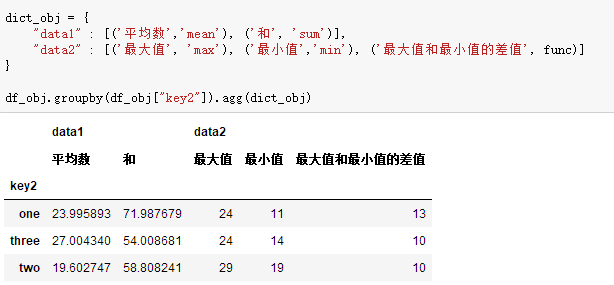 dict_obj = {
    "data1" : [('平均数','mean'), ('和', 'sum')],
    "data2" : [('最大值', 'max'), ('最小值','min'), ('最大值和最小值的差值', func)]
}
df_obj.groupby(df_obj["key2"]).agg(dict_obj)
data1 data2
平均数 和 最大值 最小值 最大值和最小值的差值
key2
one 23.995893 71.987679 24 11 13
three 27.004340 54.008681 24 14 10
two 19.602747 58.808241 29 19 10